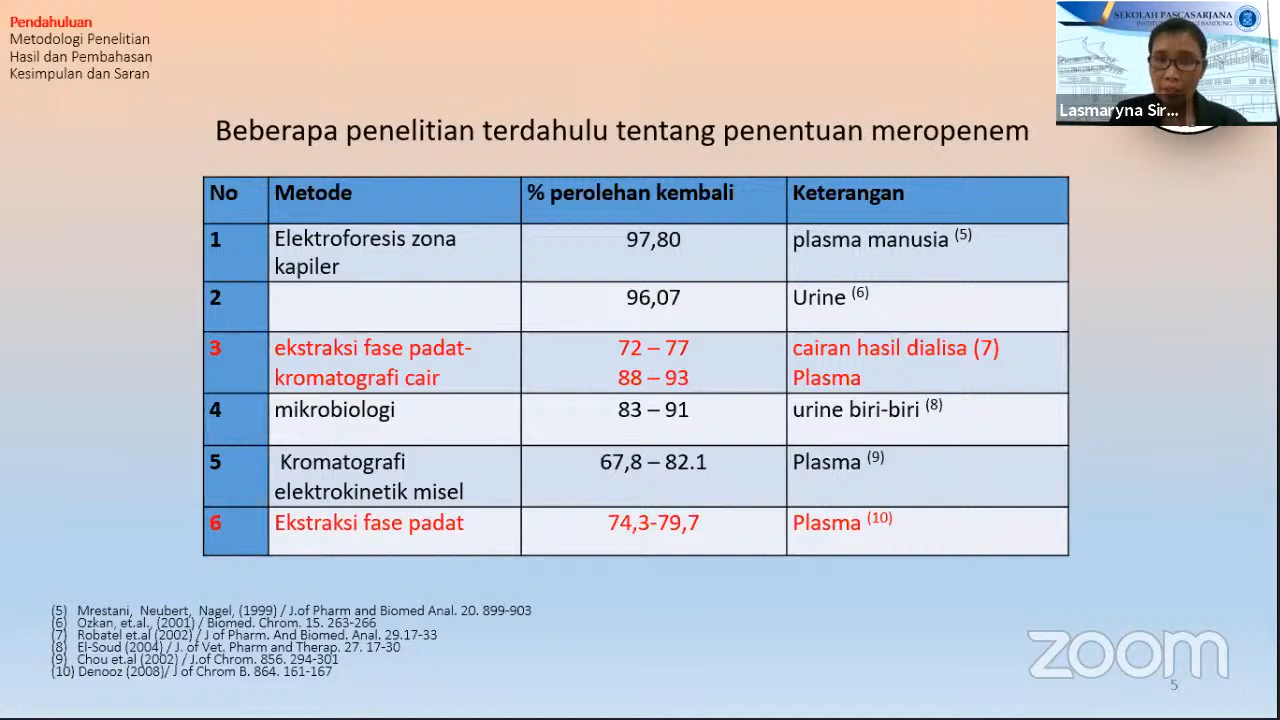 Pendahuluan
Metodologi Penelitian
Hasil dan Pembahasan
Kesimpulan dan Saran
SEKOLAH PASCASARJANA
Lasmaryna Sir...
Beberapa penelitian terdahulu tentang penentuan meropenem
No Metode % perolehan kembali Keterangan
1 Elektroforesis zona kapiler 97,80 plasma manusia (5)
2 96,07 Urine (6)
3 ekstraksi fase padat- 72 – 77 cairan hasil dialisa (7)
kromatografi cair 88 – 93 Plasma
4 mikrobiologi 83 – 91 urine biri-biri (8)
5 Kromatografi 67,8 – 82.1 Plasma (9)
elektrokinetik misel
6 Ekstraksi fase padat 74,3-79,7 Plasma (10)
(5) Mrestani, Neubert, Nagel, (1999) / J.of Pharm and Biomed Anal. 20. 899-903
(6) Ozkan, et.al., (2001) / Biomed. Chrom. 15. 263-266
(7) Robatel et.al (2002) / J of Pharm. And Biomed. Anal. 29.17-33
(8) El-Soud (2004) / J. of Vet. Pharm and Therap. 27. 17-30
(9) Chou et.al (2002) / J.of Chrom. 856. 294-301
(10) Denooz (2008)/ J of Chrom B. 864. 161-167
zoom
5